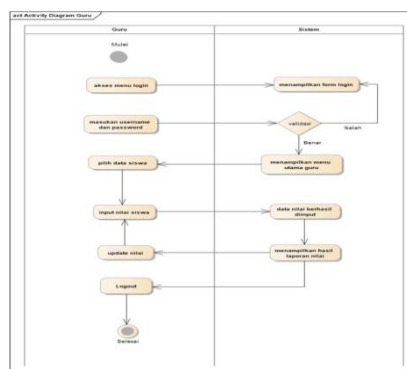 act Activity Diagram Guru
Guru
Sistem
Mulai
akses menu login
menampilkan form login
masukan username
dan password
validasi
Salah
Benar
pilih data siswa
menampilkan menu
utama guru
input nilai siswa
data nilai berhasil
diinput
update nilai
menampilkan hasil
laporan nilai
Logout
Selesai